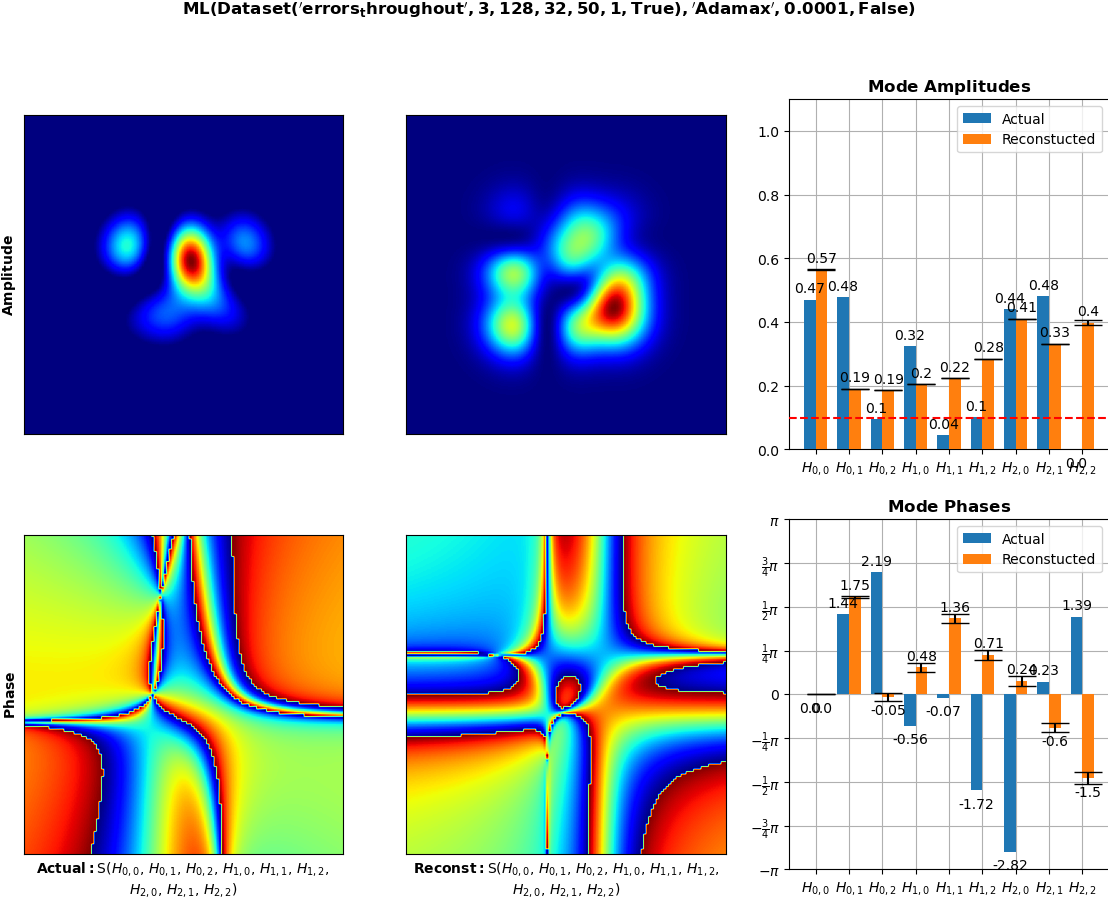 ML(Dataset('errors_throughout', 3, 128, 32, 50, 1, True), 'Adamax', 0.0001, False)
Amplitude
Mode Amplitudes
Actual
Reconstucted
1.0
0.8
0.6
0.4
0.2
0.0
0.47 0.57
0.48 0.19
0.1 0.19
0.32 0.2
0.04 0.22
0.1 0.28
0.44 0.41
0.48 0.33
0.0 0.4
H0,0 H0,1 H0,2 H1,0 H1,1 H1,2 H2,0 H2,1 H2,2
Phase
Actual: S(H0,0, H0,1, H0,2, H1,0, H1,1, H1,2,
H2,0, H2,1, H2,2)
Reconst: S(H0,0, H0,1, H0,2, H1,0, H1,1, H1,2,
H2,0, H2,1, H2,2)
Mode Phases
Actual
Reconstucted
π
3/4π
1/2π
1/4π
0
−1/4π
−1/2π
−3/4π
−π
0.0 0.0
1.44 1.75
2.19 -0.05
-0.56 0.48
-0.07 1.36
-1.72 0.71
-2.82 0.24
0.23 -0.6
1.39 -1.5
H0,0 H0,1 H0,2 H1,0 H1,1 H1,2 H2,0 H2,1 H2,2